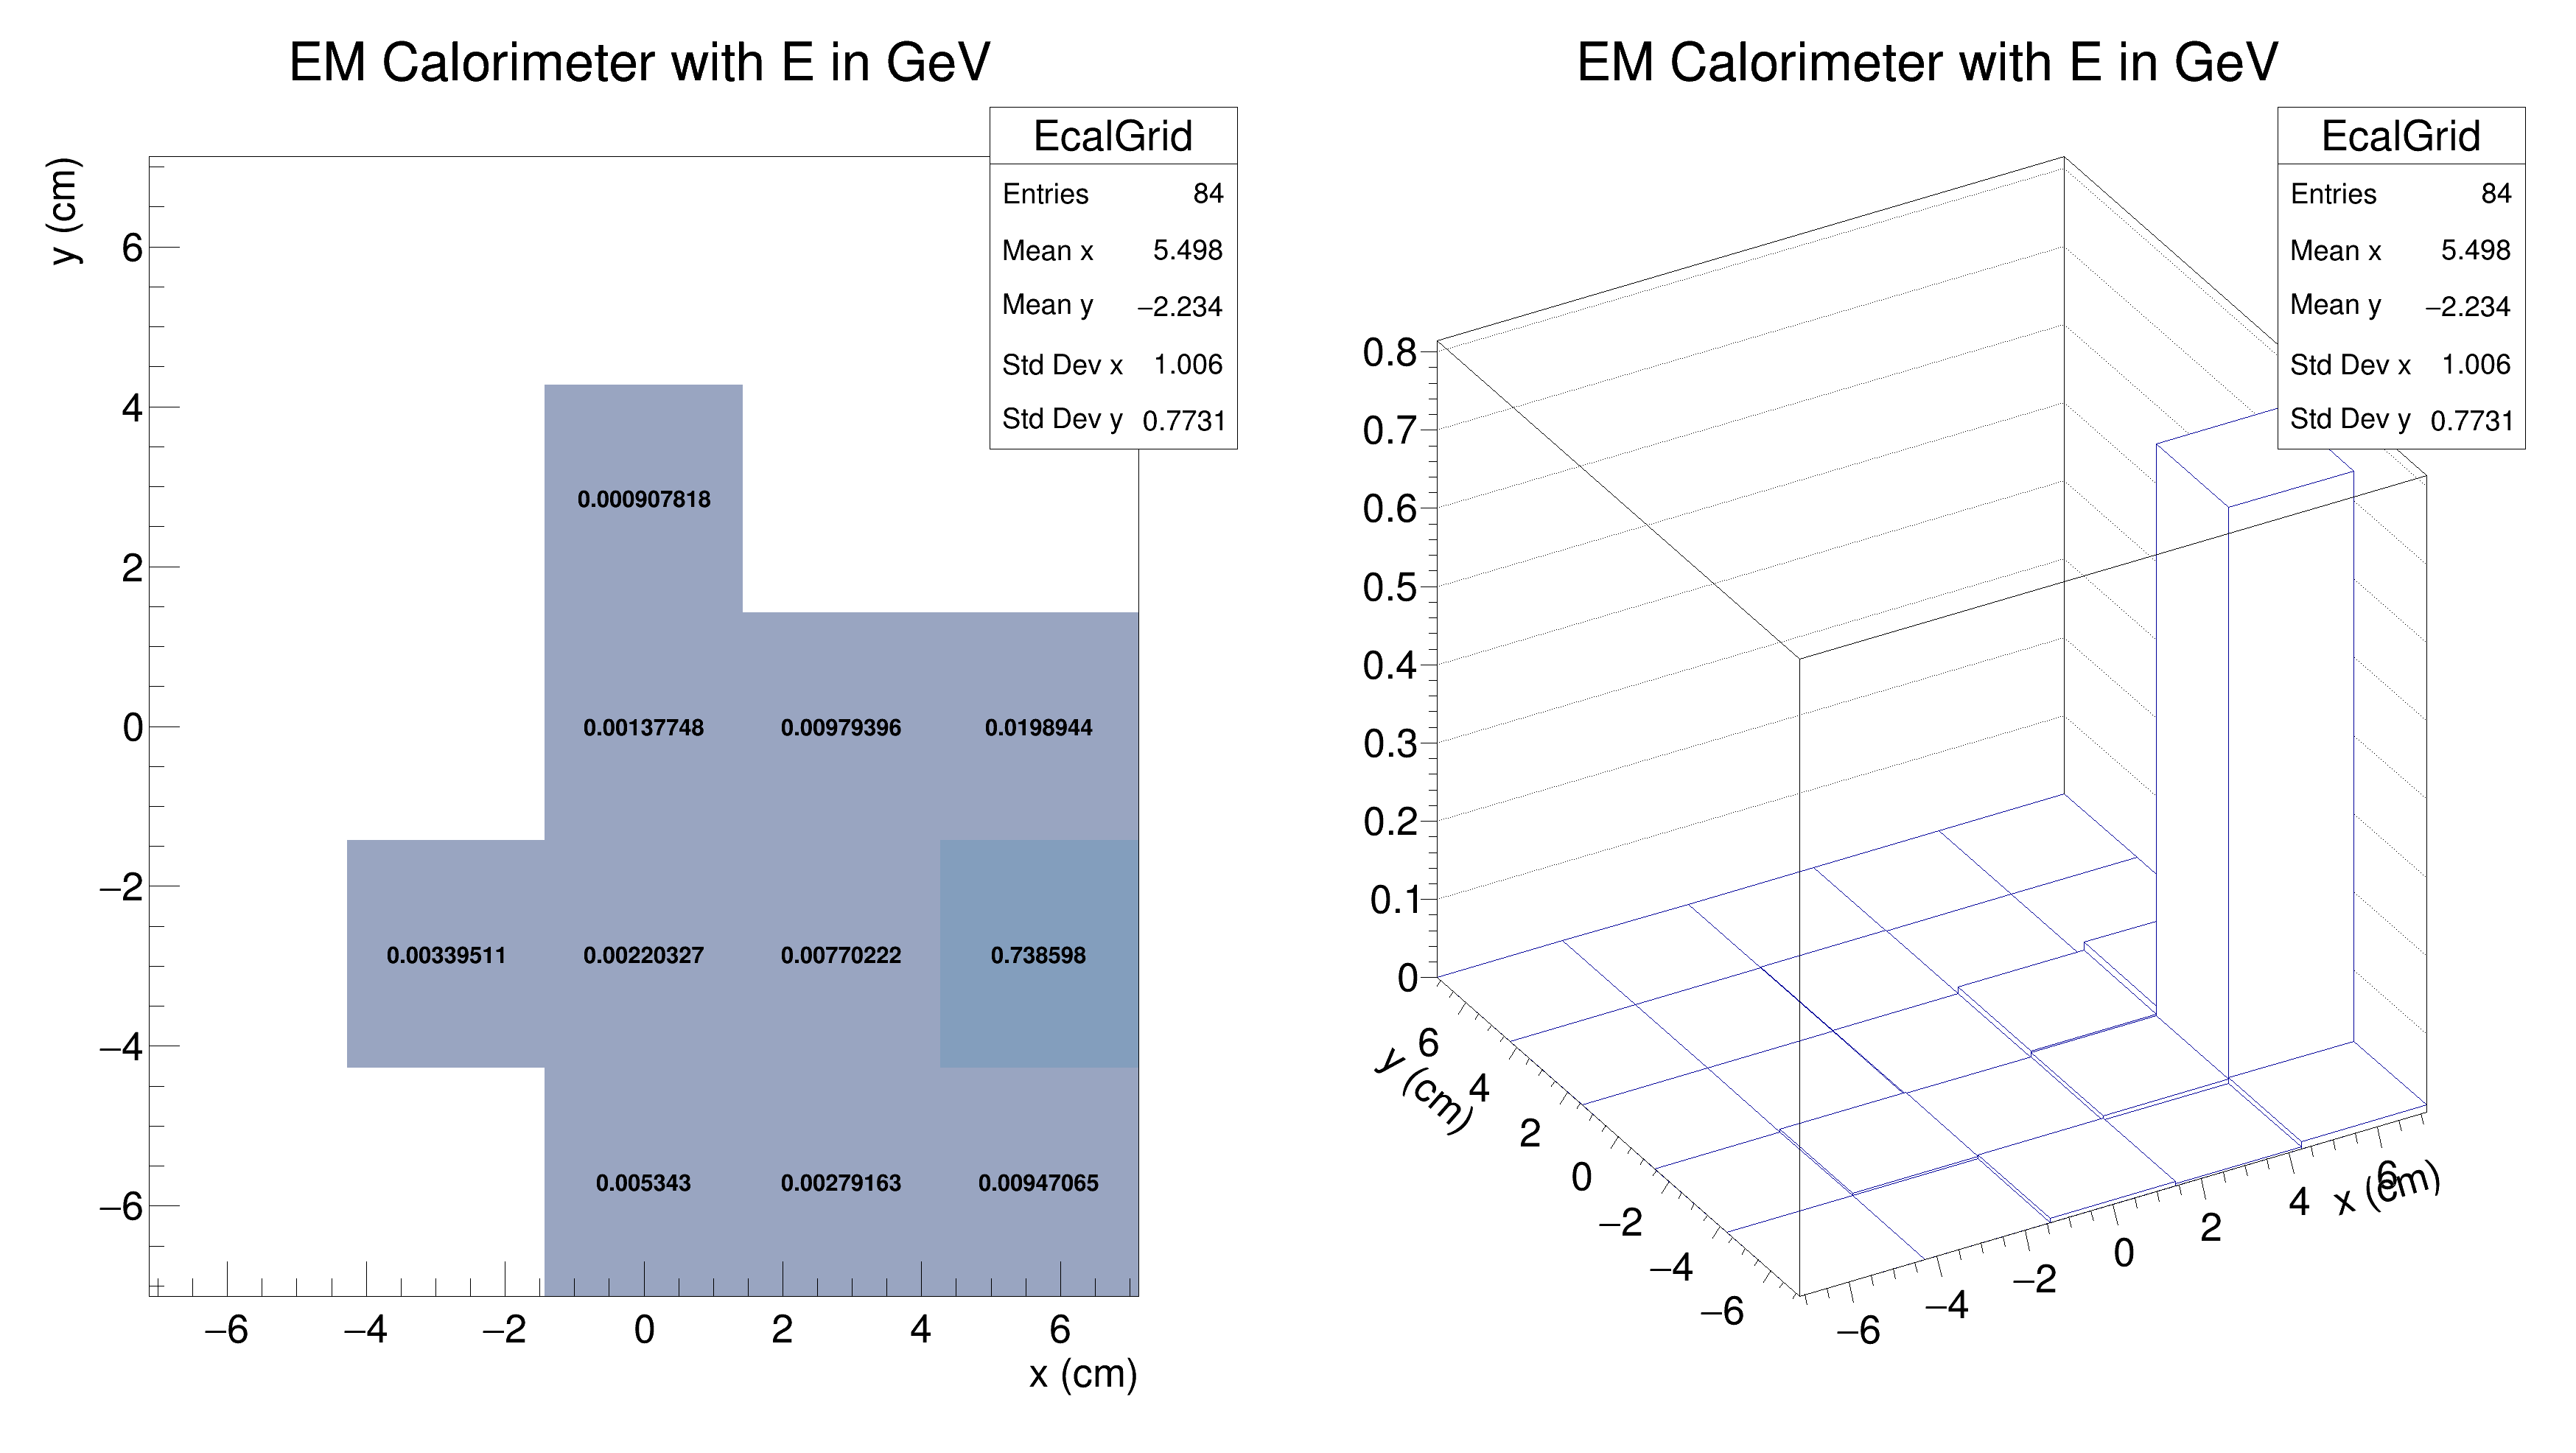 EM Calorimeter with E in GeV
EcalGrid
Entries 84
Mean x 5.498
Mean y −2.234
Std Dev x 1.006
Std Dev y 0.7731
y (cm)
6
4
2
0
−2
−4
−6
0.000907818
0.00137748 0.00979396 0.0198944
0.00339511 0.00220327 0.00770222 0.738598
0.005343 0.00279163 0.00947065
−6 −4 −2 0 2 4 6
x (cm)
EM Calorimeter with E in GeV
EcalGrid
Entries 84
Mean x 5.498
Mean y −2.234
Std Dev x 1.006
Std Dev y 0.7731
0.8
0.7
0.6
0.5
0.4
0.3
0.2
0.1
0
y (cm)
6
4
2
0
−2
−4
−6
−6 −4 −2 0 2 4 6
x (cm)